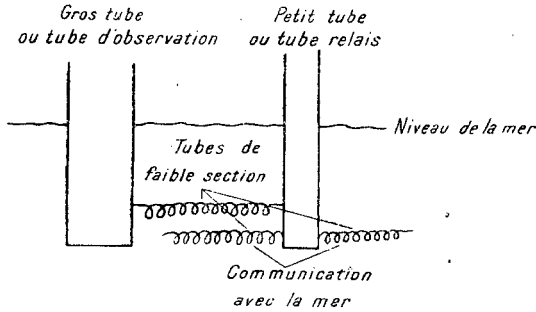 Gros tube
ou tube d'observation
Petit tube
ou tube relais
Niveau de la mer
Tubes de
faible section
Communication
avec la mer